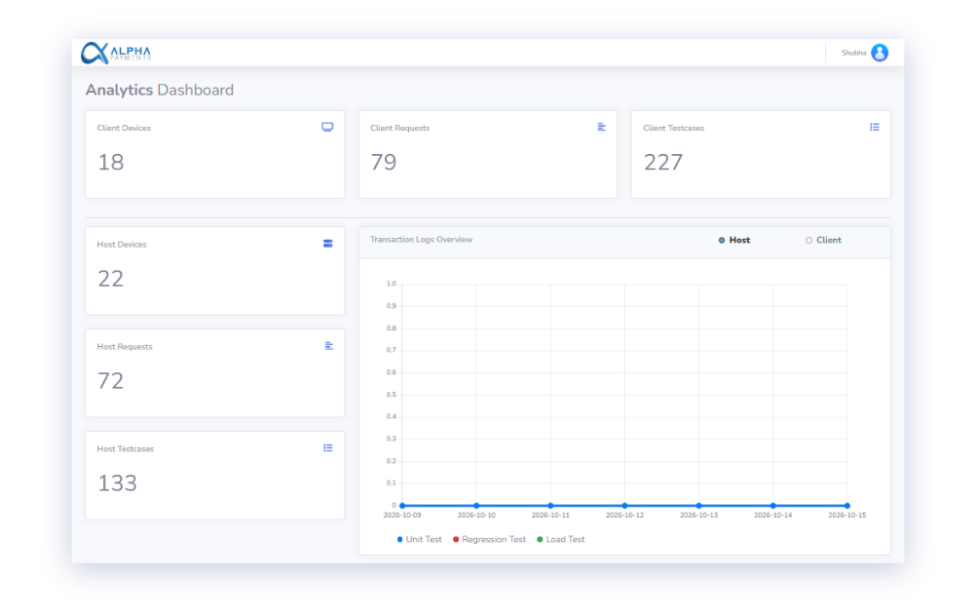 ALPHA
PAYMENTS
Shubha
Analytics Dashboard
Client Devices
18
Client Requests
79
Client Testcases
227
Host Devices
22
Host Requests
72
Host Testcases
133
Transaction Logs Overview
Host
Client
1.0
0.9
0.8
0.7
0.6
0.5
0.4
0.3
0.2
0.1
0
2026-10-09 2026-10-10 2026-10-11 2026-10-12 2026-10-13 2026-10-14 2026-10-15
Unit Test Regression Test Load Test